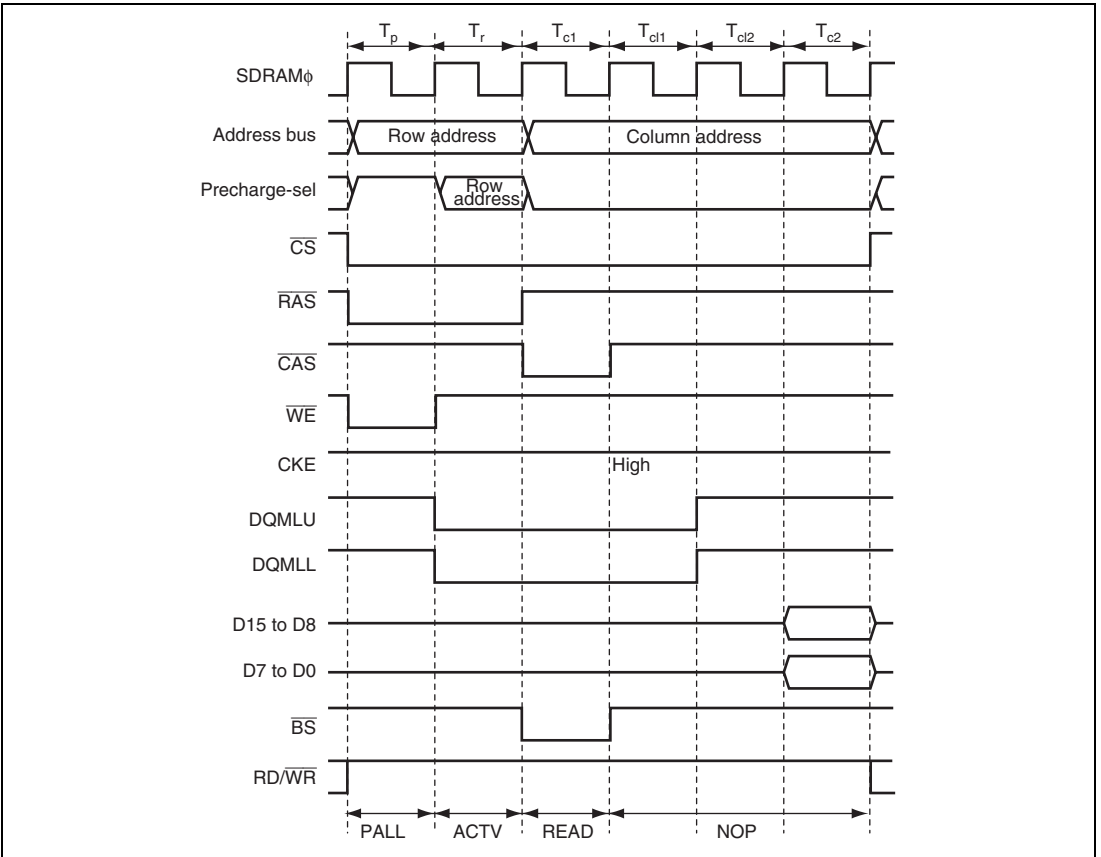 Tp Tr Tc1 Tcl1 Tcl2 Tc2
SDRAMφ
Address bus Row address Column address
Precharge-sel Row address
CS
RAS
CAS
WE
CKE High
DQMLU
DQMLL
D15 to D8
D7 to D0
BS
RD/WR
PALL ACTV READ NOP